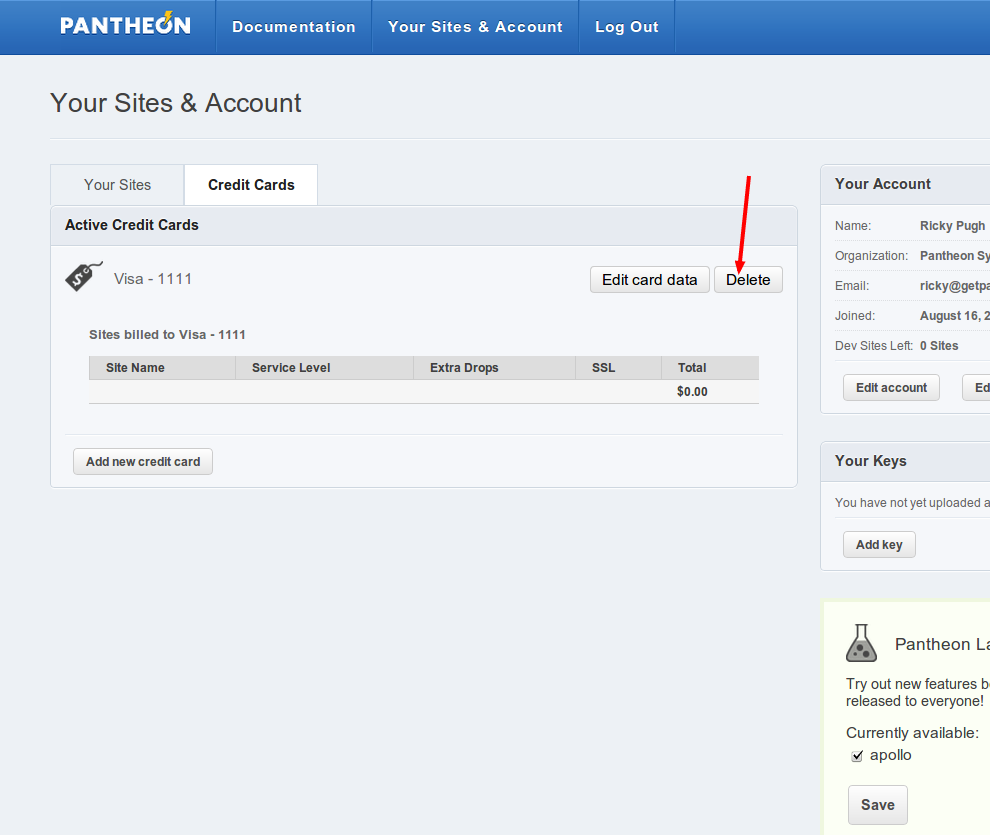 PANTHEON
Documentation
Your Sites & Account
Log Out
Your Sites & Account
Your Sites
Credit Cards
Active Credit Cards
Visa - 1111
Edit card data
Delete
Sites billed to Visa - 1111
Site Name Service Level Extra Drops SSL Total
$0.00
Add new credit card
Your Account
Name: Ricky Pugh
Organization: Pantheon Sy
Email: ricky@getpa
Joined: August 16, 2
Dev Sites Left: 0 Sites
Edit account
Ed
Your Keys
You have not yet uploaded a
Add key
Pantheon La
Try out new features b
released to everyone!
Currently available:
apollo
Save